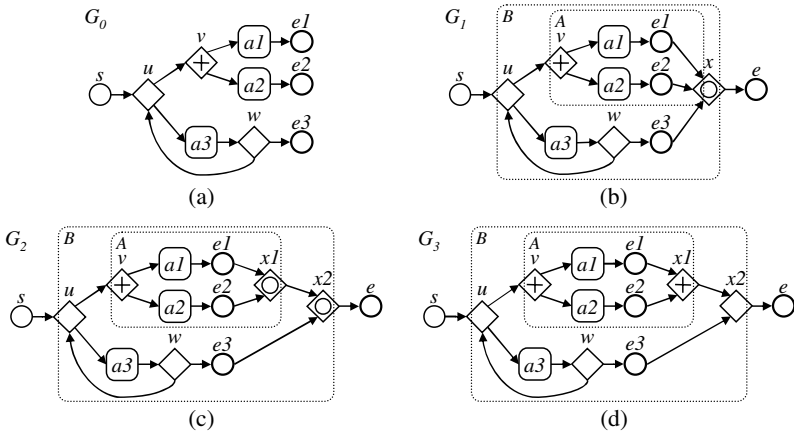 G0
s
u
v
+
a1
e1
a2
e2
a3
w
e3
(a)
G1
B
A
s
u
v
+
a1
e1
a2
e2
x
e
a3
w
e3
(b)
G2
B
A
s
u
v
+
a1
e1
a2
e2
x1
x2
e
a3
w
e3
(c)
G3
B
A
s
u
v
+
a1
e1
a2
e2
x1
+
x2
e
a3
w
e3
(d)